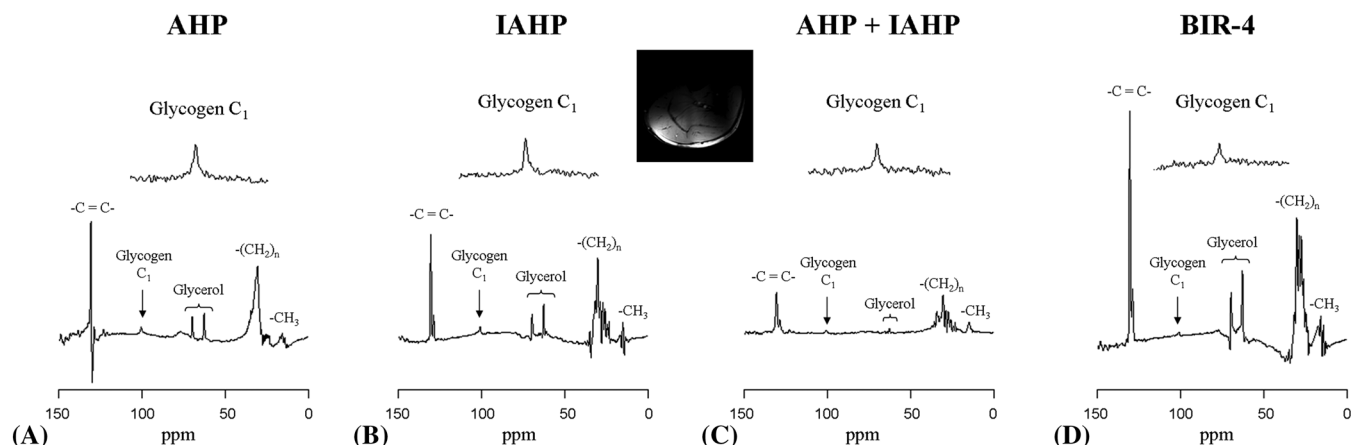 AHP
Glycogen C₁
-C = C-
Glycogen
C₁
Glycerol
-(CH₂)ₙ
-CH₃
150 100 50 0
ppm
(A)
IAHP
Glycogen C₁
-C = C-
Glycogen
C₁
Glycerol
-(CH₂)ₙ
-CH₃
150 100 50 0
ppm
(B)
AHP + IAHP
Glycogen C₁
-C = C-
Glycogen
C₁
Glycerol
-(CH₂)ₙ
-CH₃
150 100 50 0
ppm
(C)
BIR-4
-C = C-
Glycogen C₁
-(CH₂)ₙ
Glycerol
Glycogen
C₁
-CH₃
150 100 50 0
ppm
(D)